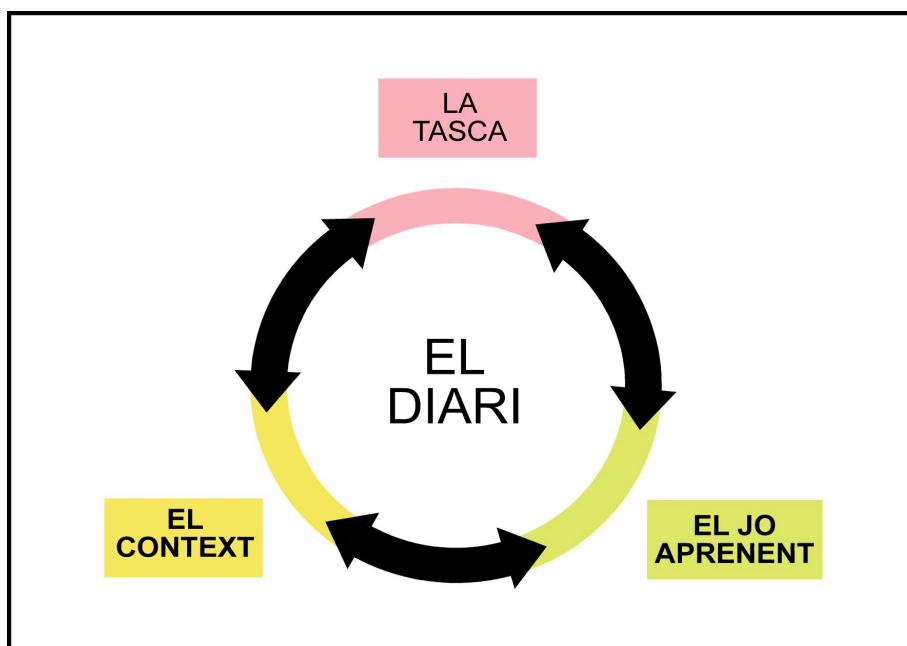 LA
TASCA
EL
DIARI
EL
CONTEXT
EL JO
APRENENT